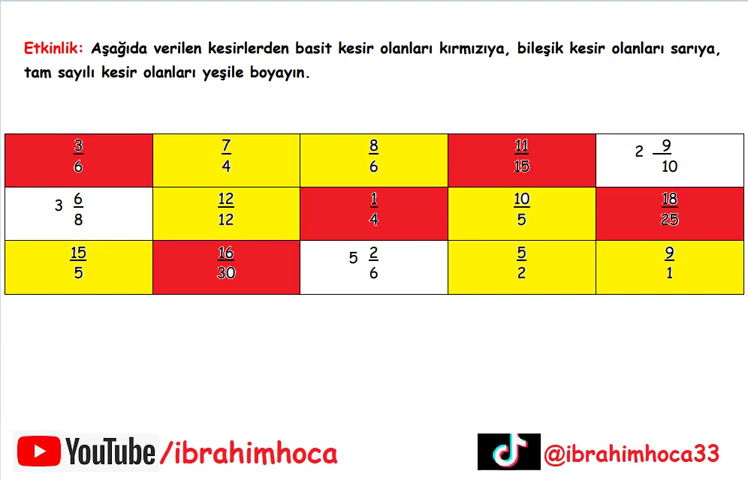 Etkinlik: Aşağıda verilen kesirlerden basit kesir olanları kırmızıya, bileşik kesir olanları sarıya,
tam sayılı kesir olanları yeşile boyayın.
3/6 7/4 8/6 11/15 2 9/10
3 6/8 12/12 1/4 10/5 18/25
15/5 16/30 5 2/6 5/2 9/1
YouTube/ibrahimhoca
@ibrahimhoca33